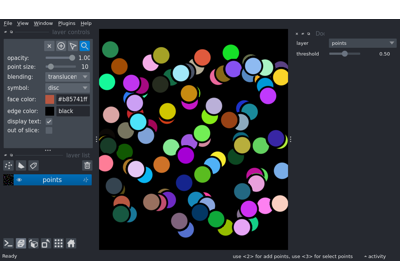 File View Window Plugins Help
layer controls
opacity: 1.00
point size: 10
blending: translucen
symbol: disc
face color: #b85741ff
edge color: black
display text:
out of slice:
layer list
points
layer points
threshold 0.50
Ready
use <2> for add points, use <3> for select points
activity